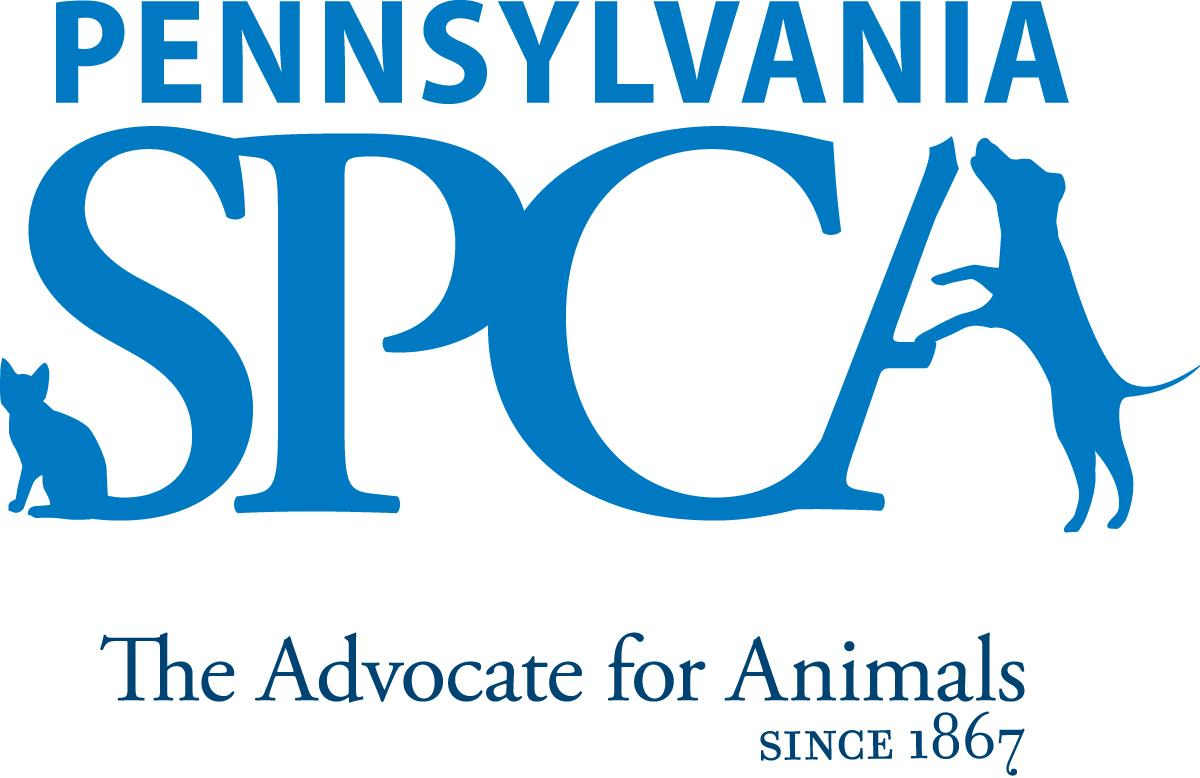 PENNSYLVANIA
SPCA
The Advocate for Animals
SINCE 1867